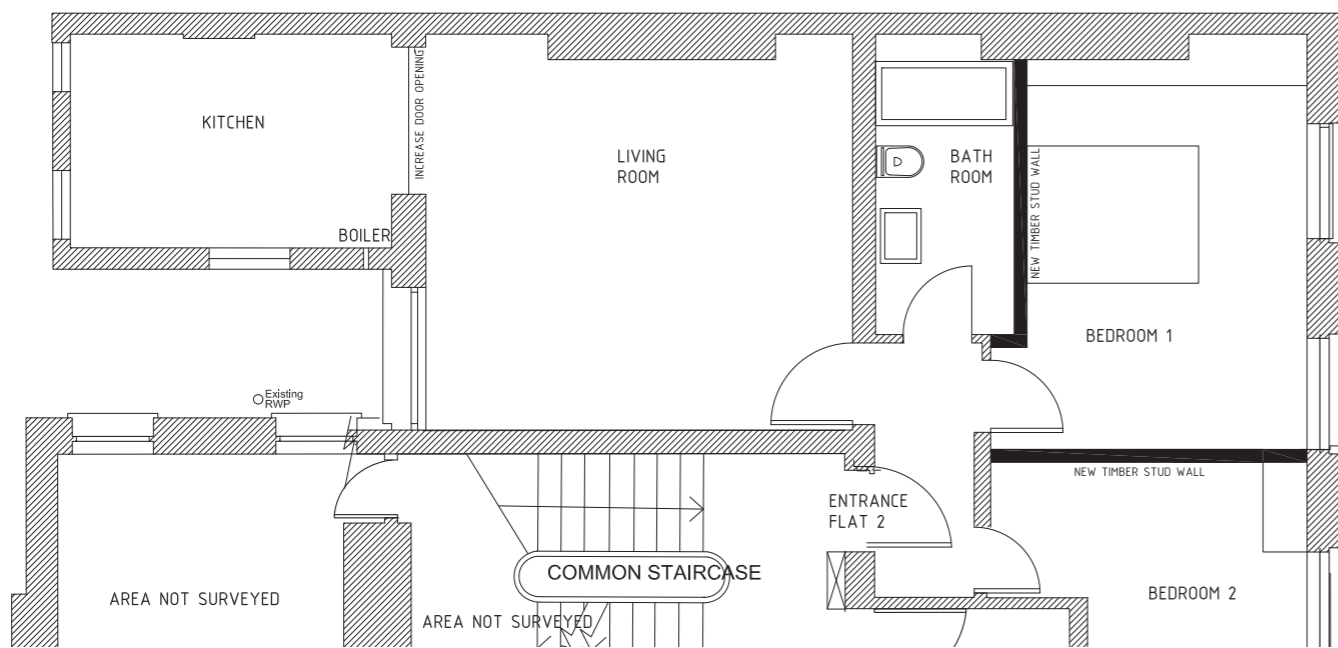 KITCHEN
INCREASE DOOR OPENING
LIVING
ROOM
BATH
ROOM
NEW TIMBER STUD WALL
BOILER
BEDROOM 1
Existing
RWP
NEW TIMBER STUD WALL
ENTRANCE
FLAT 2
COMMON STAIRCASE
AREA NOT SURVEYED
BEDROOM 2
AREA NOT SURVEYED